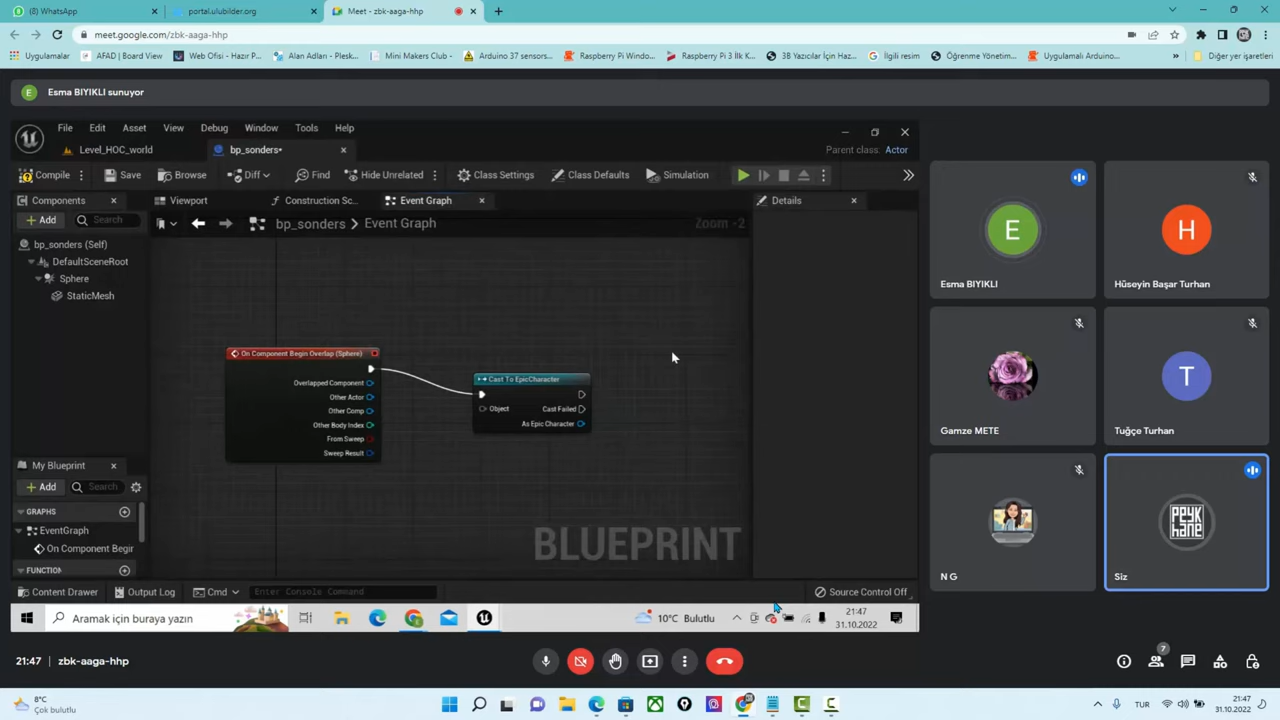 (3) WhatsApp
portal.ulubilder.org
Meet - zbk-aaga-hhp
meet.google.com/zbk-aaga-hhp
Uygulamalar
AFAD | Board View
Web Ofisi - Hazır Y...
Alan Adları - Plesk...
Mini Makers Club -
Arduino 37 sensors...
Raspberry Pi Windo...
Raspberry Pi 3 İlk K...
3B Yazıcılar İçin Haz...
İlgili resim
Öğrenme Yönetim...
Uygulamalı Arduino...
»
Diğer yer işaretleri
E
Esma BIYIKLI sunuyor
File Edit Asset View Debug Window Tools Help
Level_HOC_world
bp_sonders•
Parent class: Actor
Compile
Save
Browse
Diff
Find
Hide Unrelated
Class Settings
Class Defaults
Simulation
Components
Viewport
Construction Sc...
Event Graph
Details
+ Add
Search
bp_sonders > Event Graph
Zoom -2
bp_sonders (Self)
DefaultSceneRoot
Sphere
StaticMesh
On Component Begin Overlap (Sphere)
Overlapped Component
Other Actor
Other Comp
Other Body Index
From Sweep
Sweep Result
Cast To EpicCharacter
Object
Cast Failed
As Epic Character
My Blueprint
+ Add
Search
GRAPHS
EventGraph
On Component Begin
FUNCTION
BLUEPRINT
Content Drawer
Output Log
Cmd
Enter Console Command
Source Control Off
Aramak için buraya yazın
10°C Bulutlu
21:47
31.10.2022
E
Esma BIYIKLI
H
Hüseyin Başar Turhan
Gamze METE
T
Tuğçe Turhan
N G
Siz
21:47
zbk-aaga-hhp
7
8°C
Çok bulutlu
TUR
21:47
31.10.2022